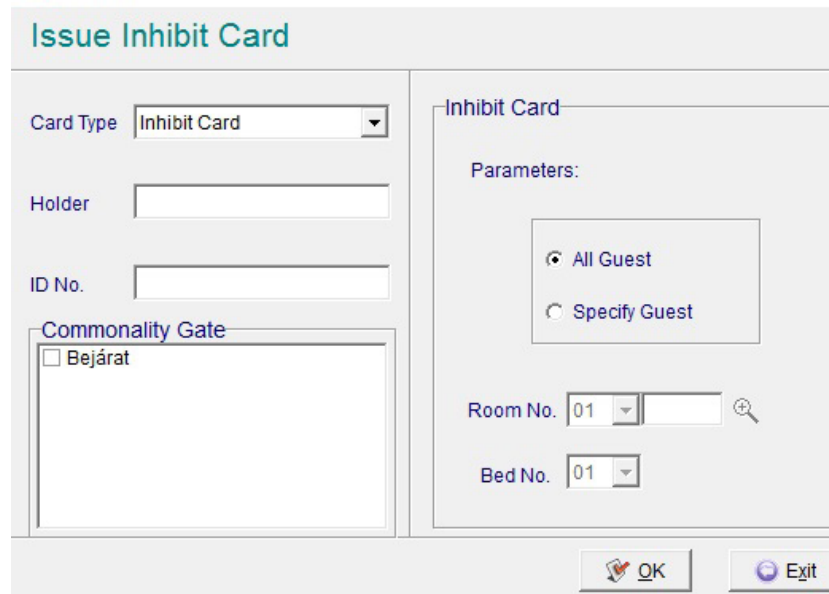 Issue Inhibit Card
Card Type Inhibit Card
Holder
ID No.
Commonality Gate
Bejárat
Inhibit Card
Parameters:
All Guest
Specify Guest
Room No. 01
Bed No. 01
OK
Exit